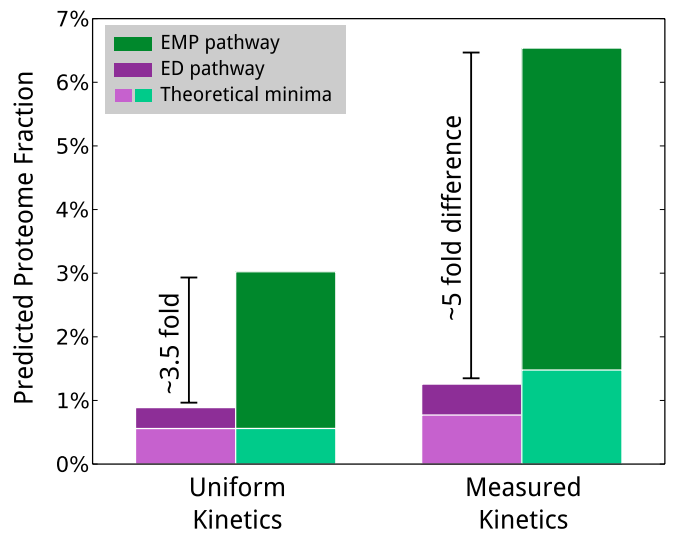 7%
6%
5%
4%
3%
2%
1%
0%
Predicted Proteome Fraction
EMP pathway
ED pathway
Theoretical minima
~3.5 fold
~5 fold difference
Uniform
Kinetics
Measured
Kinetics